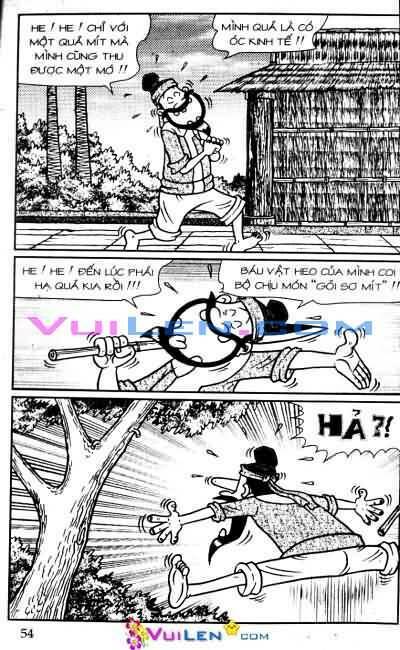 HE! HE! CHỈ VỚI
MỘT QUẢ MÍT MÀ
MÌNH CŨNG THU
ĐƯỢC MỘT MỚ!!
MÌNH QUẢ LÀ CÓ
ÓC KINH TẾ!!
HE! HE! ĐẾN LÚC PHẢI
HẠ QUẢ KIA RỒI!!!
BÁU VẬT HEO CỦA MÌNH COI
BỘ CHỊU MÓN "GỎI SƠ MÍT"!!
VUILEN.COM
HẢ?!
54
VUILEN.COM